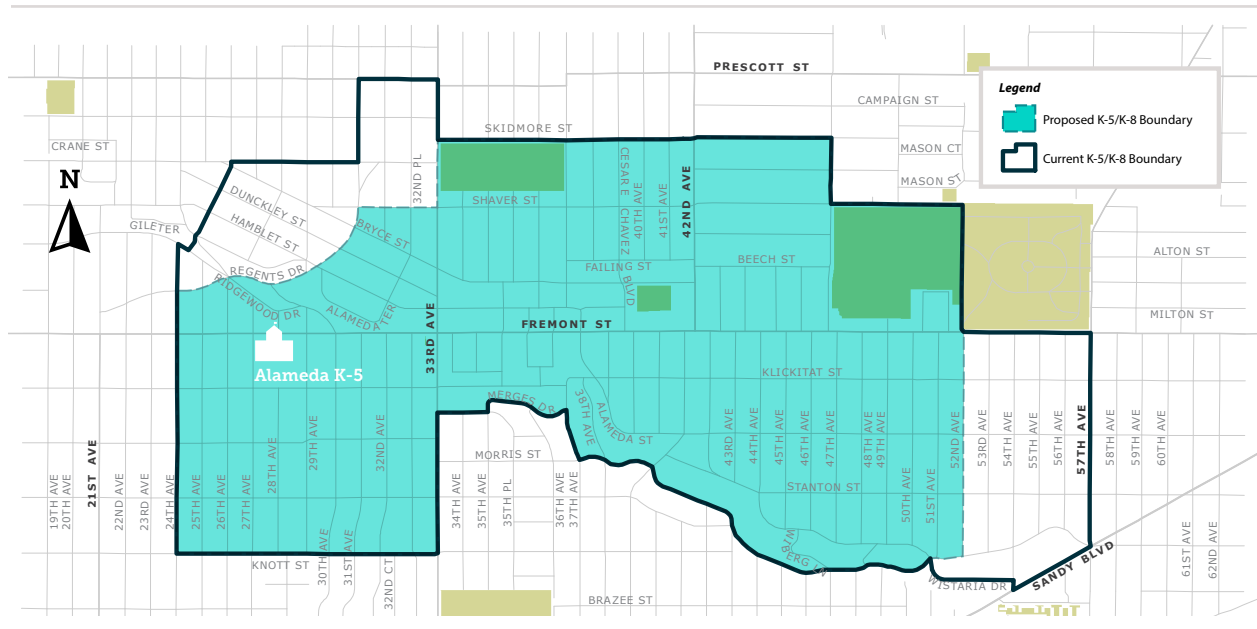 PRESCOTT ST
Legend
Proposed K-5/K-8 Boundary
Current K-5/K-8 Boundary
CAMPAIGN ST
SKIDMORE ST
CRANE ST
MASON CT
MASON ST
N
32ND PL
CESAR E CHAVEZ
BLVD
40TH AVE
41ST AVE
42ND AVE
DUNCKLEY ST
HAMBLET ST
SHAVER ST
GILETER
BRYCE ST
ALTON ST
REGENTS DR
RIDGEWOOD DR
FAILING ST
BEECH ST
ALAMEDA TER
33RD AVE
FREMONT ST
MILTON ST
Alameda K-5
KLICKITAT ST
MERGES DR
38TH AVE
ALAMEDA ST
MORRIS ST
STANTON ST
19TH AVE
20TH AVE
21ST AVE
22ND AVE
23RD AVE
24TH AVE
25TH AVE
26TH AVE
27TH AVE
28TH AVE
29TH AVE
30TH AVE
31ST AVE
32ND AVE
32ND CT
34TH AVE
35TH AVE
35TH PL
36TH AVE
37TH AVE
43RD AVE
44TH AVE
45TH AVE
46TH AVE
47TH AVE
48TH AVE
49TH AVE
50TH AVE
51ST AVE
52ND AVE
53RD AVE
54TH AVE
55TH AVE
56TH AVE
57TH AVE
58TH AVE
59TH AVE
60TH AVE
61ST AVE
62ND AVE
KNOTT ST
WIBERG LN
WISTARIA DR
SANDY BLVD
BRAZEE ST